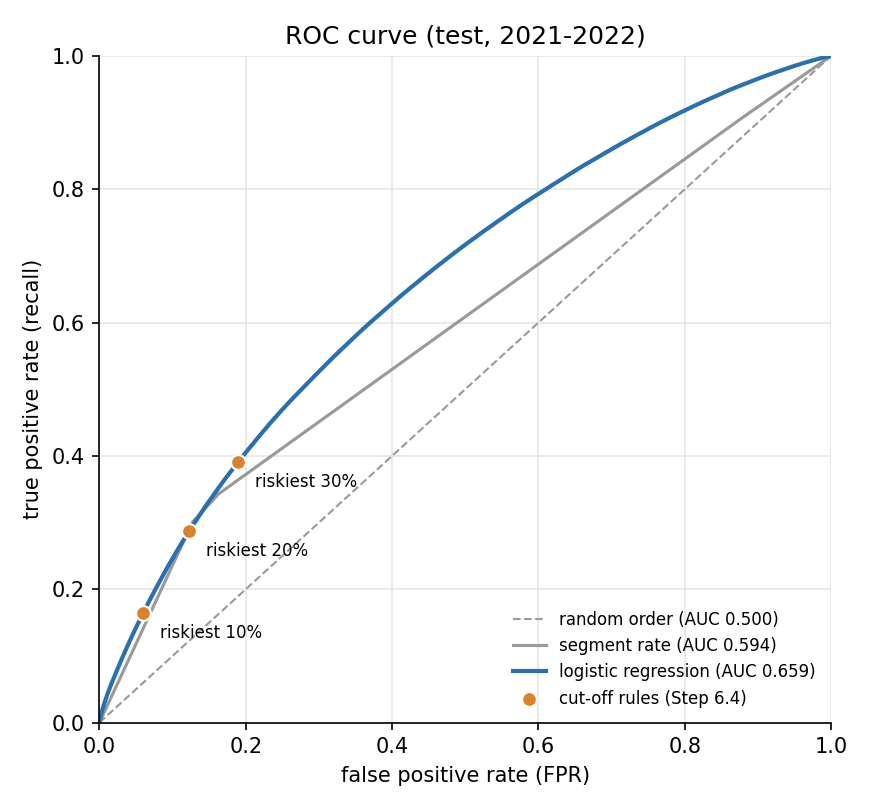 ROC curve (test, 2021-2022)
true positive rate (recall)
1.0
0.8
0.6
0.4
0.2
0.0
riskiest 30%
riskiest 20%
riskiest 10%
random order (AUC 0.500)
segment rate (AUC 0.594)
logistic regression (AUC 0.659)
cut-off rules (Step 6.4)
0.0 0.2 0.4 0.6 0.8 1.0
false positive rate (FPR)